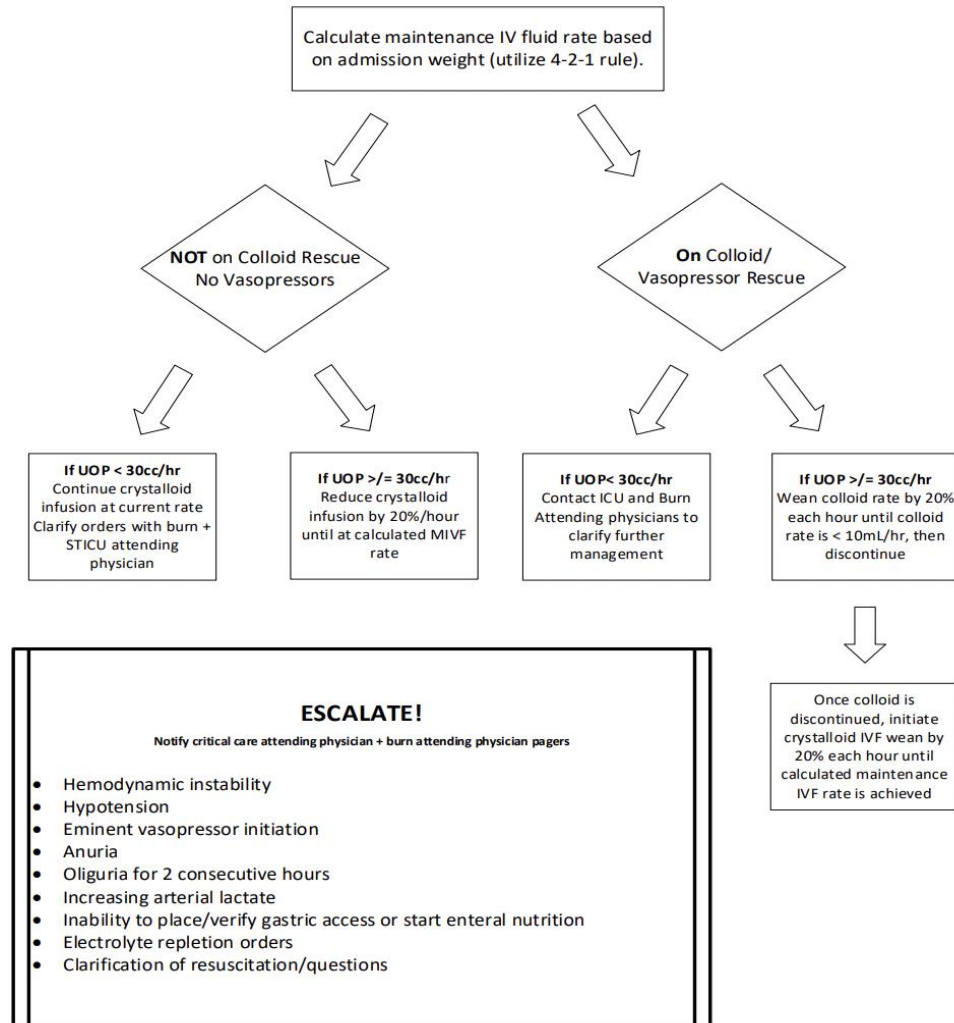 Calculate maintenance IV fluid rate based
on admission weight (utilize 4-2-1 rule).
NOT on Colloid Rescue
No Vasopressors
On Colloid/
Vasopressor Rescue
If UOP < 30cc/hr
Continue crystalloid
infusion at current rate
Clarify orders with burn +
STICU attending
physician
If UOP >/= 30cc/hr
Reduce crystalloid
infusion by 20%/hour
until at calculated MIVF
rate
If UOP< 30cc/hr
Contact ICU and Burn
Attending physicians to
clarify further
management
If UOP >/= 30cc/hr
Wean colloid rate by 20%
each hour until colloid
rate is < 10mL/hr, then
discontinue
Once colloid is
discontinued, initiate
crystalloid IVF wean by
20% each hour until
calculated maintenance
IVF rate is achieved
ESCALATE!
Notify critical care attending physician + burn attending physician pagers
• Hemodynamic instability
• Hypotension
• Eminent vasopressor initiation
• Anuria
• Oliguria for 2 consecutive hours
• Increasing arterial lactate
• Inability to place/verify gastric access or start enteral nutrition
• Electrolyte repletion orders
• Clarification of resuscitation/questions